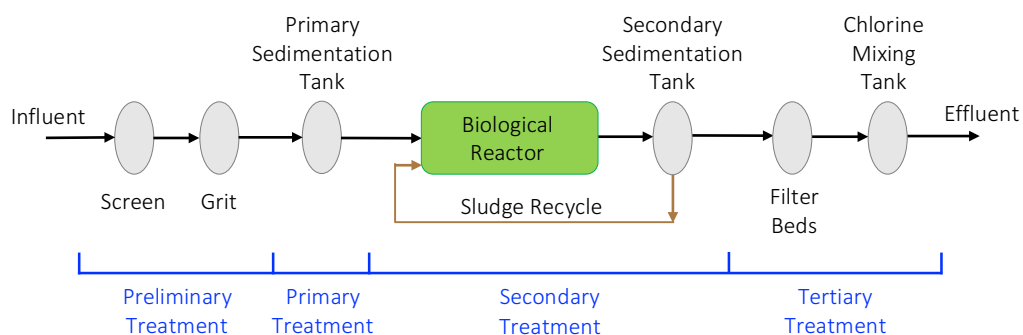 Primary
Sedimentation
Tank
Secondary
Sedimentation
Tank
Chlorine
Mixing
Tank
Influent
Biological
Reactor
Effluent
Screen
Grit
Sludge Recycle
Filter
Beds
Preliminary
Treatment
Primary
Treatment
Secondary
Treatment
Tertiary
Treatment